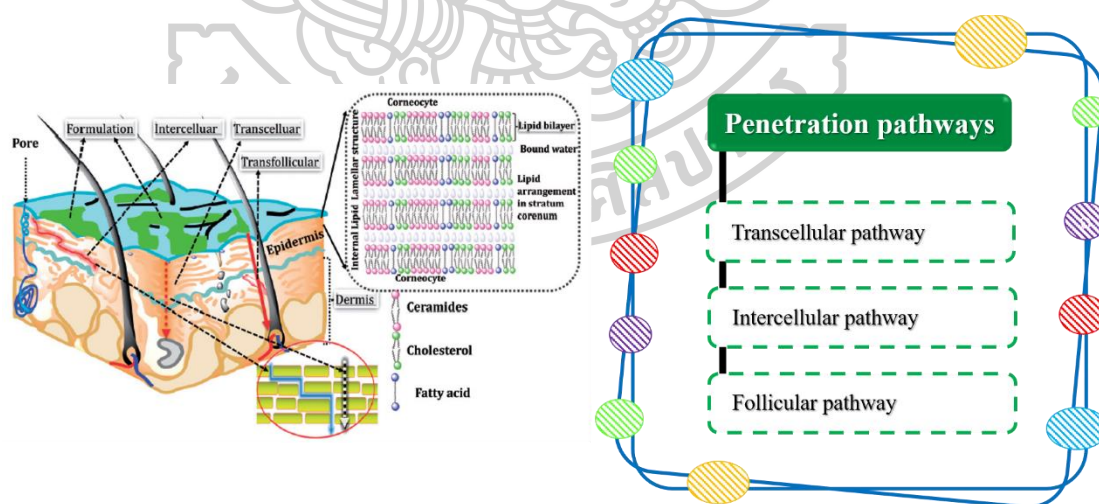 Pore
Formulation
Intercelluar
Transcelluar
Transfollicular
Epidermis
Dermis
Internal Lipid Lamellar structure
Corneocyte
Lipid bilayer
Bound water
Lipid
arrangement
in stratum
corenum
Corneocyte
Ceramides
Cholesterol
Fatty acid
Penetration pathways
Transcellular pathway
Intercellular pathway
Follicular pathway